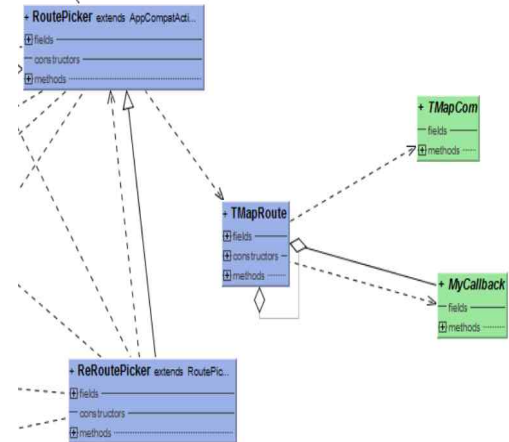 + RoutePicker extends AppCompatActi...
fields
constructors
methods
+ TMapCom
fields
methods
+ TMapRoute
fields
constructors
methods
+ MyCallback
fields
methods
+ ReRoutePicker extends RoutePic...
fields
constructors
methods